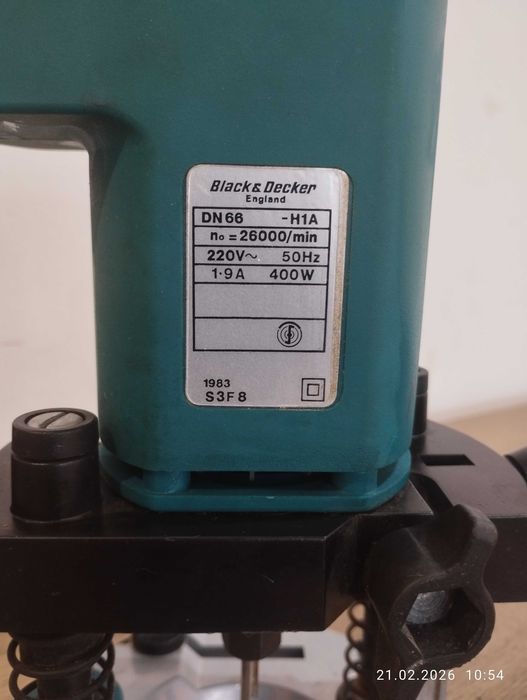 Black & Decker
England
DN66 -H1A
no = 26000/min
220V~ 50Hz
1·9A 400W
1983
S3F8
21.02.2026 10:54